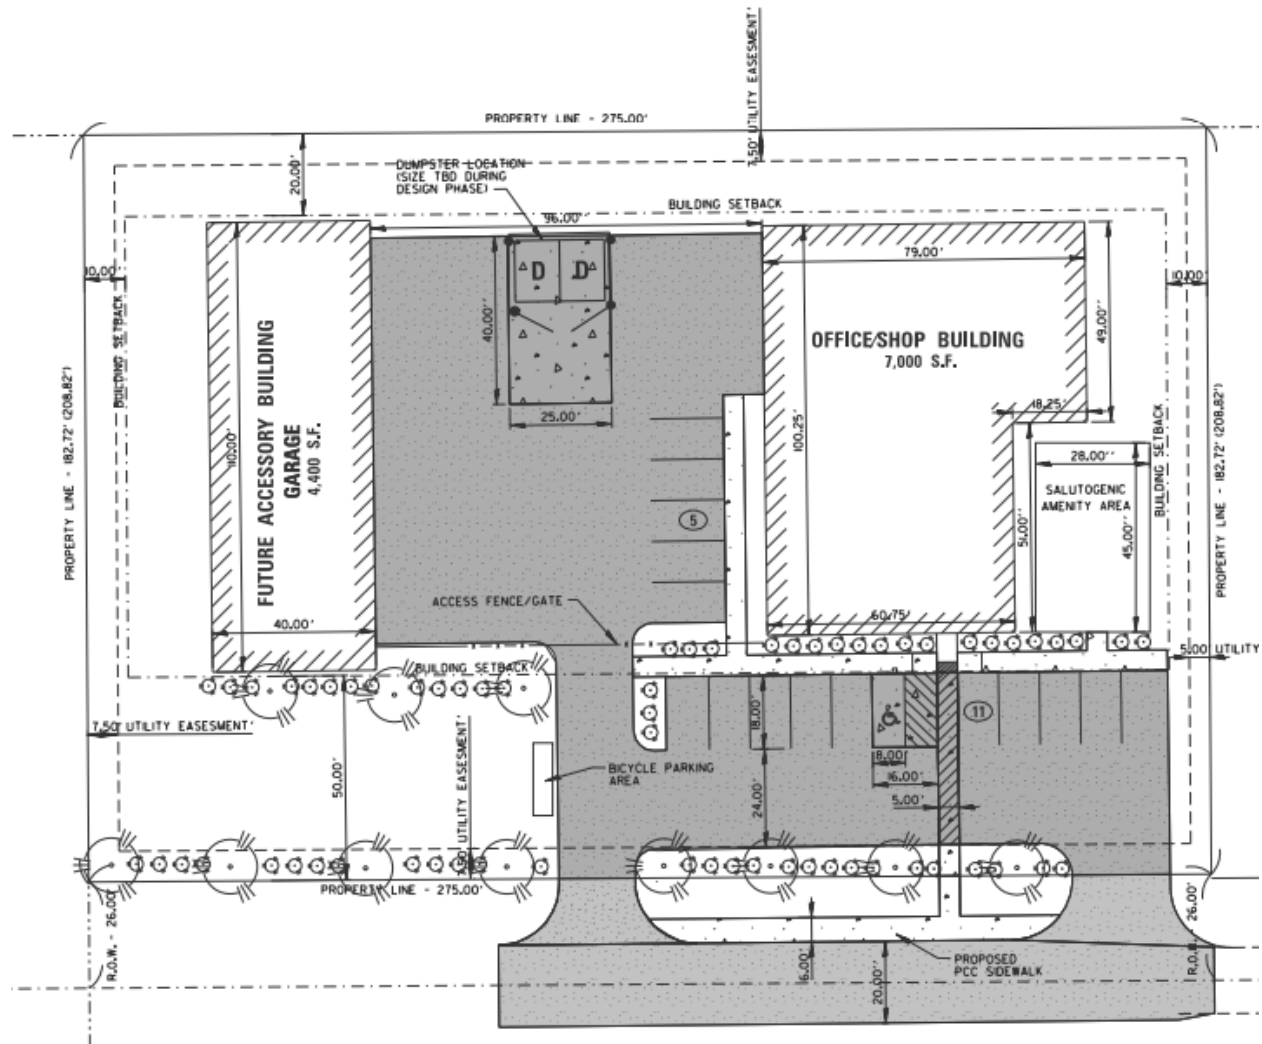 7.50' UTILITY EASESMENT'
PROPERTY LINE - 275.00'
20.00'
DUMPSTER LOCATION
(SIZE TBD DURING
DESIGN PHASE)
BUILDING SETBACK
96.00'
79.00'
10.00'
10.00'
D D
40.00''
25.00'
49.00''
OFFICE/SHOP BUILDING
7,000 S.F.
18.25'
BUILDING SETBACK
PROPERTY LINE - 182.72' (208.82')
110.00'
FUTURE ACCESSORY BUILDING
GARAGE
4,400 S.F.
100.25'
28.00''
SALUTOGENIC
AMENITY AREA
51.00''
45.00''
BUILDING SETBACK
PROPERTY LINE - 182.72' (208.82')
5
ACCESS FENCE/GATE
40.00'
60.75'
BUILDING SETBACK
5.00' UTILITY
7.50' UTILITY EASESMENT'
50.00'
7.50' UTILITY EASESMENT'
BICYCLE PARKING
AREA
18.00'
11
8.00'
16.00'
5.00'
24.00'
PROPERTY LINE - 275.00'
R.O.W. - 26.00'
R.O.W. - 26.00'
6.00'
20.00''
PROPOSED
PCC SIDEWALK